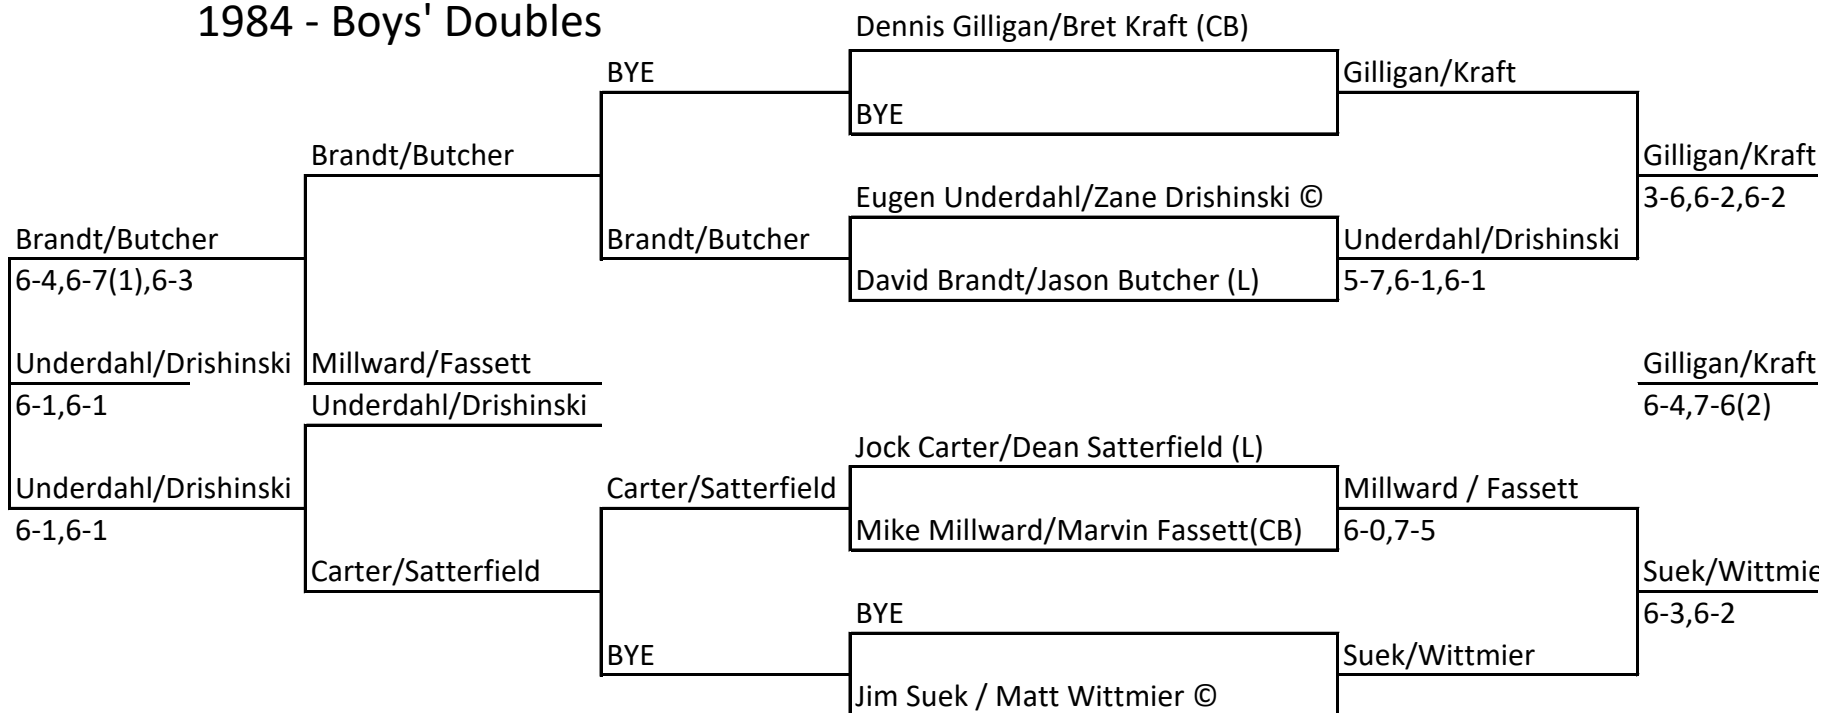 1984 - Boys' Doubles
Dennis Gilligan/Bret Kraft (CB)
BYE
Gilligan/Kraft
BYE
Brandt/Butcher
Gilligan/Kraft
Eugen Underdahl/Zane Drishinski ©
3-6,6-2,6-2
Brandt/Butcher
Brandt/Butcher
Underdahl/Drishinski
6-4,6-7(1),6-3
David Brandt/Jason Butcher (L)
5-7,6-1,6-1
Underdahl/Drishinski
Millward/Fassett
Gilligan/Kraft
6-1,6-1
Underdahl/Drishinski
6-4,7-6(2)
Jock Carter/Dean Satterfield (L)
Underdahl/Drishinski
Carter/Satterfield
Millward / Fassett
6-1,6-1
Mike Millward/Marvin Fassett(CB)
6-0,7-5
Carter/Satterfield
Suek/Wittmie
BYE
6-3,6-2
BYE
Suek/Wittmier
Jim Suek / Matt Wittmier ©